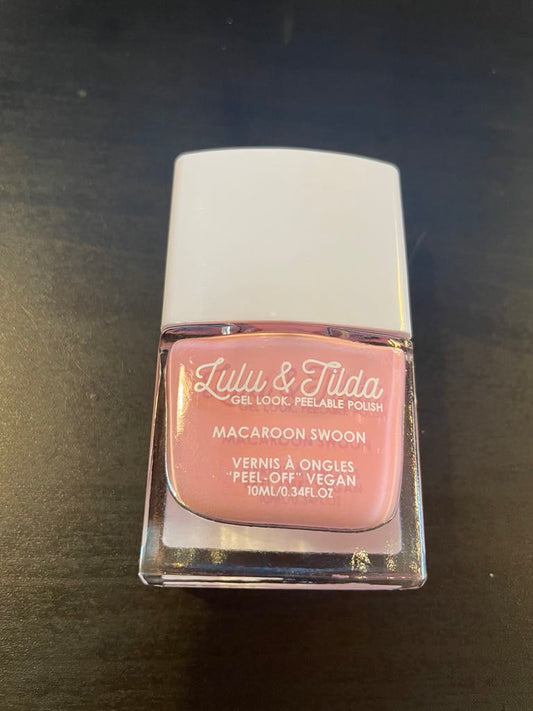 Lulu & Tilda
GEL LOOK. PEELABLE POLISH
MACAROON SWOON
VERNIS À ONGLES
"PEEL-OFF" VEGAN
10ML/0.34FL.OZ